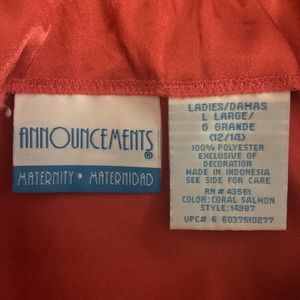 ANNOUNCEMENTS®
MATERNITY • MATERNIDAD
LADIES/DAMAS
L LARGE/
G GRANDE
(12/14)
100% POLYESTER
EXCLUSIVE OF
DECORATION
MADE IN INDONESIA
SEE SIDE FOR CARE
RN# 43561
COLOR: CORAL SALMON
STYLE: 14987
UPC# 6 6037510277